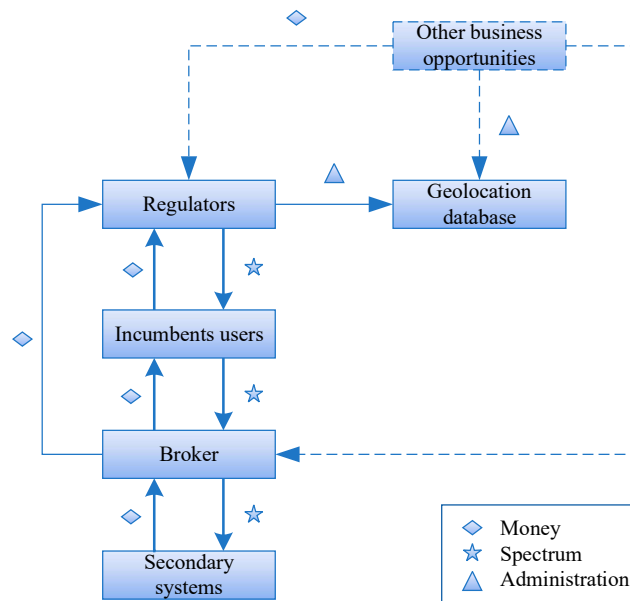 Other business
opportunities
Regulators
Geolocation
database
Incumbents users
Broker
Secondary
systems
Money
Spectrum
Administration